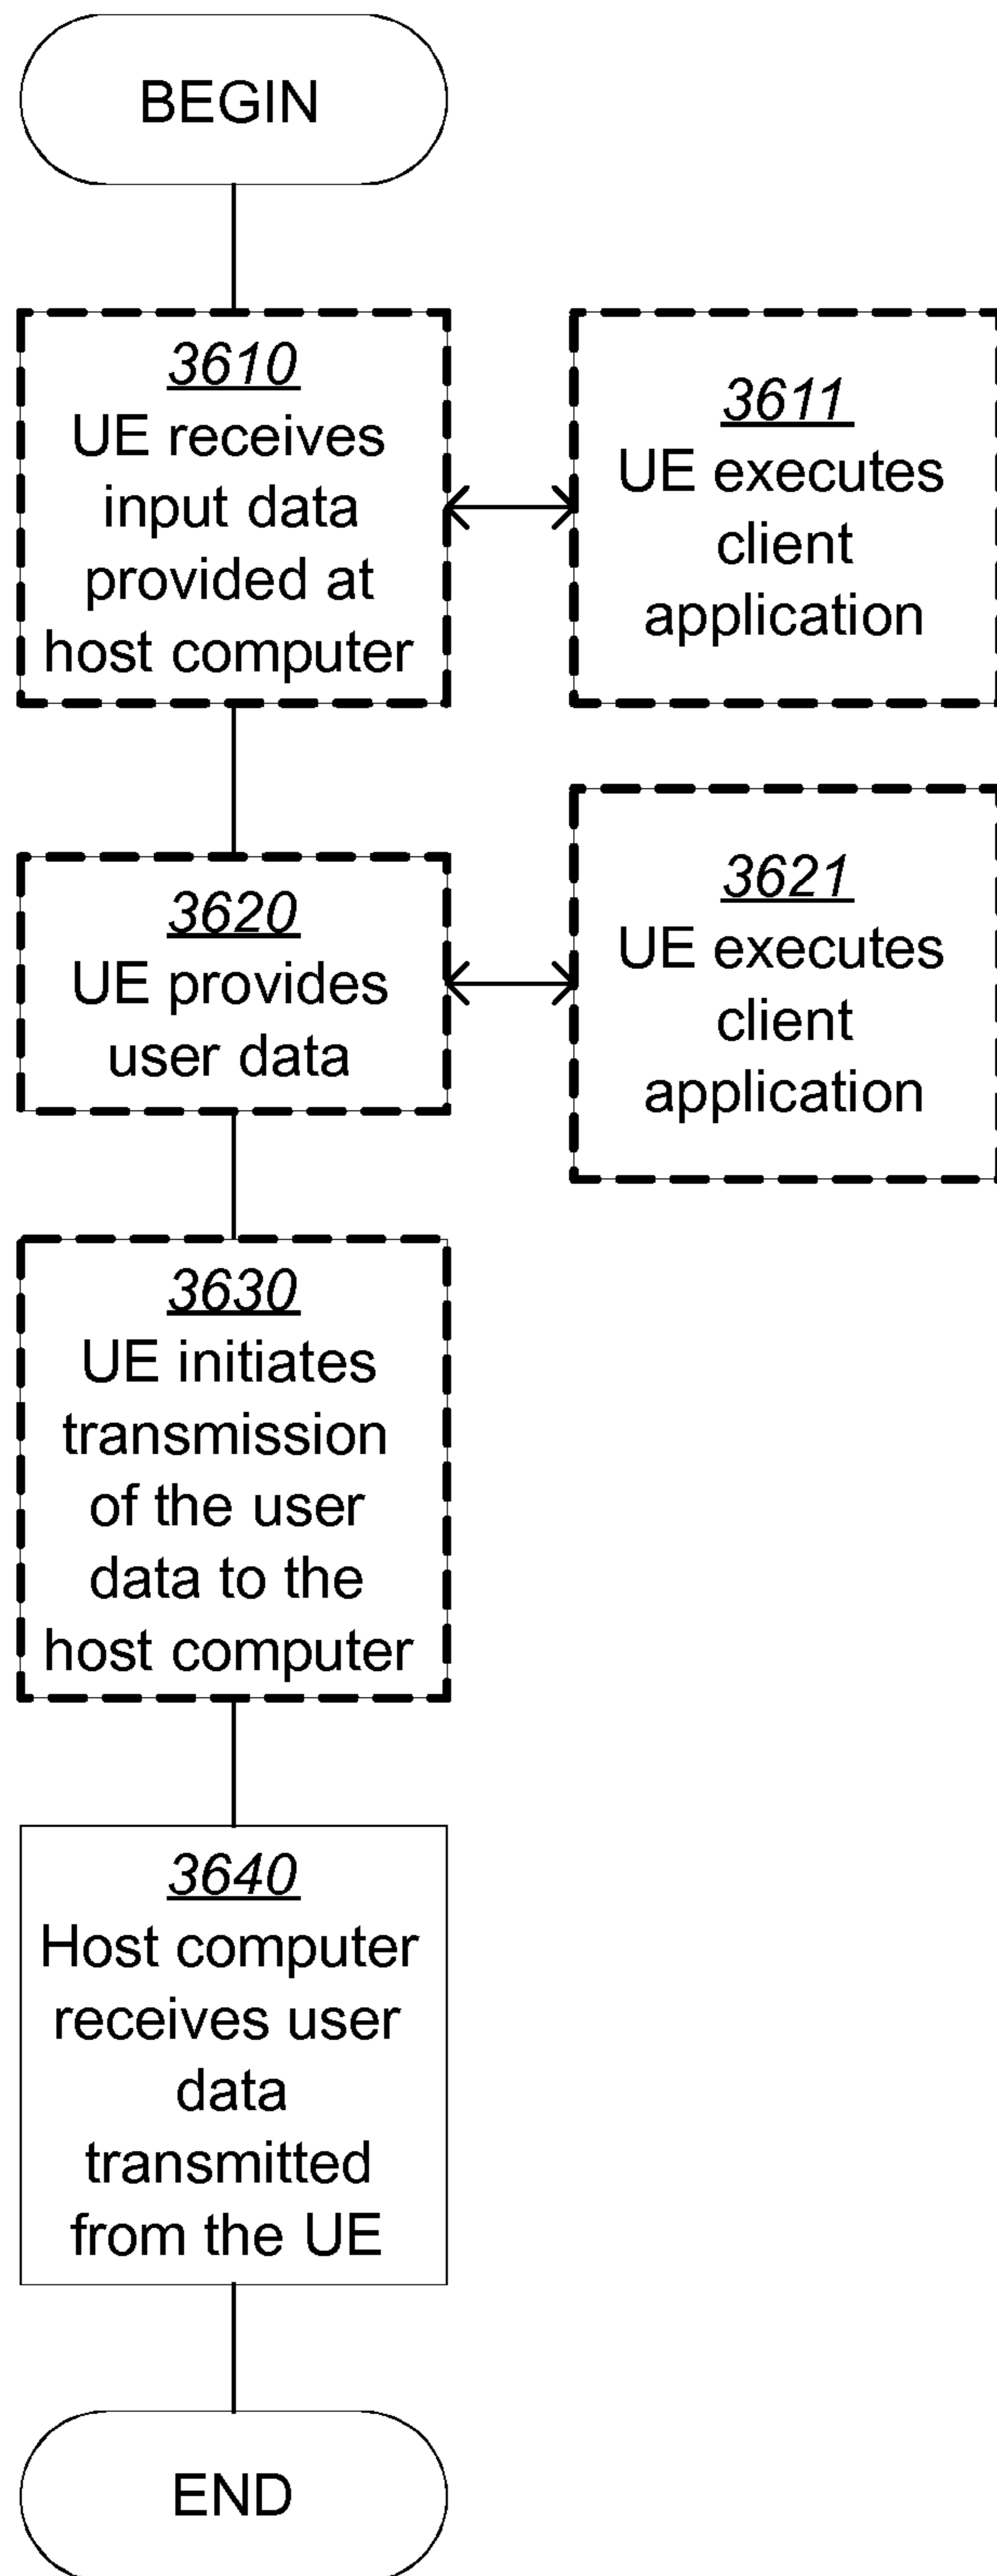 BEGIN
3610
UE receives
input data
provided at
host computer
3611
UE executes
client
application
3620
UE provides
user data
3621
UE executes
client
application
3630
UE initiates
transmission
of the user
data to the
host computer
3640
Host computer
receives user
data
transmitted
from the UE
END